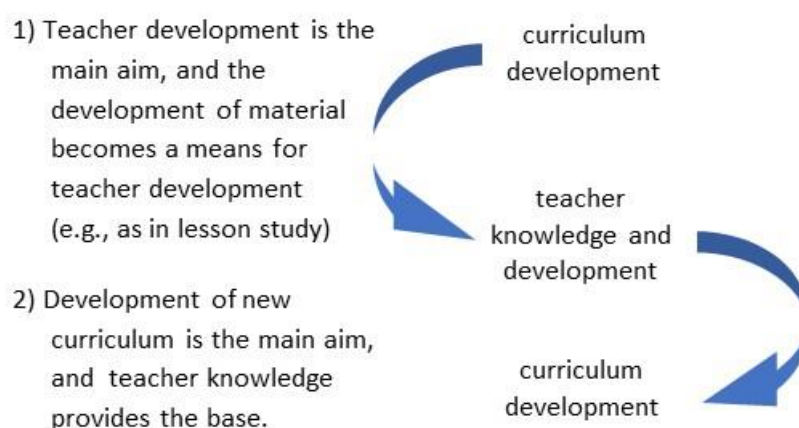 1) Teacher development is the
main aim, and the
development of material
becomes a means for
teacher development
(e.g., as in lesson study)
2) Development of new
curriculum is the main aim,
and teacher knowledge
provides the base.
curriculum
development
teacher
knowledge and
development
curriculum
development